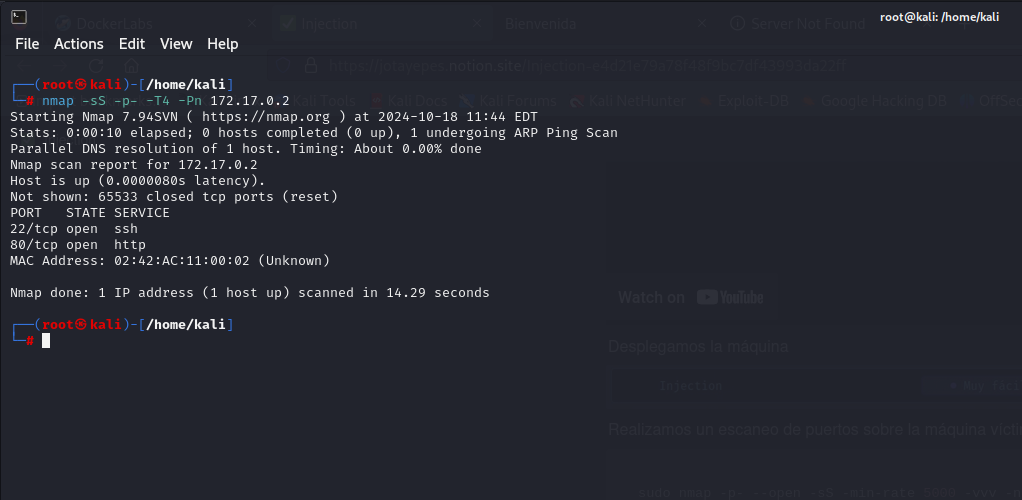 DockerLabs Injection Bienvenida Server Not Found root@kali: /home/kali
File Actions Edit View Help
┌──(root㉿kali)-[/home/kali]
└─# nmap -sS -p- -T4 -Pn 172.17.0.2
Kali Tools Kali Docs Kali Forums Kali NetHunter Exploit-DB Google Hacking DB OffSec
Starting Nmap 7.94SVN ( https://nmap.org ) at 2024-10-18 11:44 EDT
Stats: 0:00:10 elapsed; 0 hosts completed (0 up), 1 undergoing ARP Ping Scan
Parallel DNS resolution of 1 host. Timing: About 0.00% done
Nmap scan report for 172.17.0.2
Host is up (0.0000080s latency).
Not shown: 65533 closed tcp ports (reset)
PORT   STATE SERVICE
22/tcp open  ssh
80/tcp open  http
MAC Address: 02:42:AC:11:00:02 (Unknown)
Nmap done: 1 IP address (1 host up) scanned in 14.29 seconds
Watch on YouTube
┌──(root㉿kali)-[/home/kali]
└─#
Desplegamos la máquina
Injection
Realizamos un escaneo de puertos sobre la máquina
sudo nmap -p- --open -sS